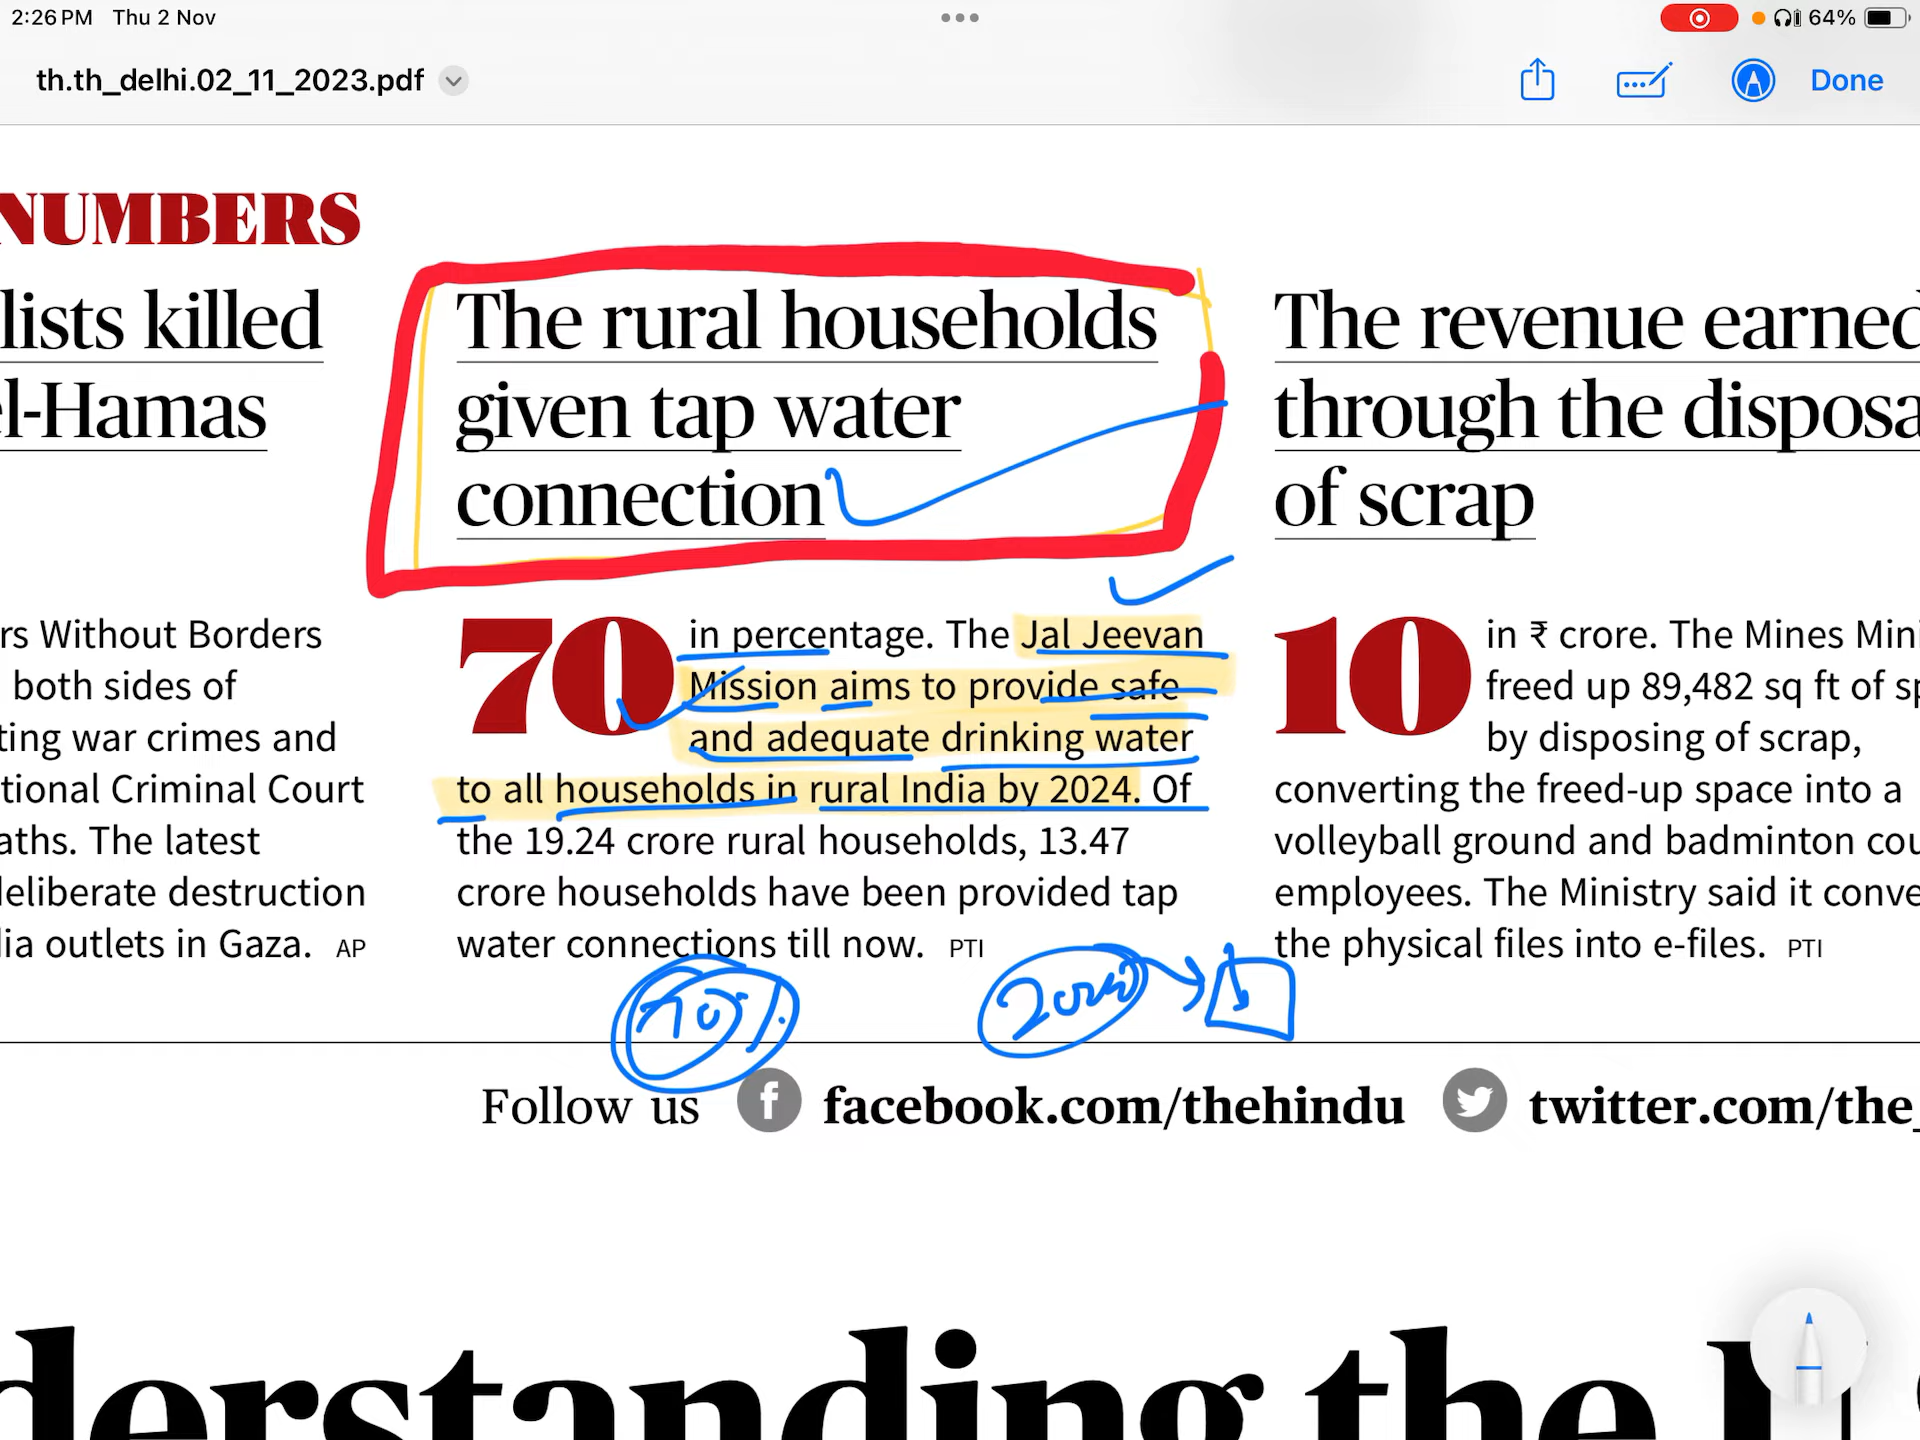 2:26 PM Thu 2 Nov
64%
th.th_delhi.02_11_2023.pdf
Done
NUMBERS
lists killed
el-Hamas
rs Without Borders
both sides of
ting war crimes and
tional Criminal Court
aths. The latest
deliberate destruction
lia outlets in Gaza. AP
The rural households
given tap water
connection
70 in percentage. The Jal Jeevan
Mission aims to provide safe
and adequate drinking water
to all households in rural India by 2024. Of
the 19.24 crore rural households, 13.47
crore households have been provided tap
water connections till now. PTI
70%
2024
The revenue earned
through the disposa
of scrap
10 in ₹ crore. The Mines Mini
freed up 89,482 sq ft of sp
by disposing of scrap,
converting the freed-up space into a
volleyball ground and badminton cou
employees. The Ministry said it conve
the physical files into e-files. PTI
Follow us facebook.com/thehindu twitter.com/the_
derstanding the U